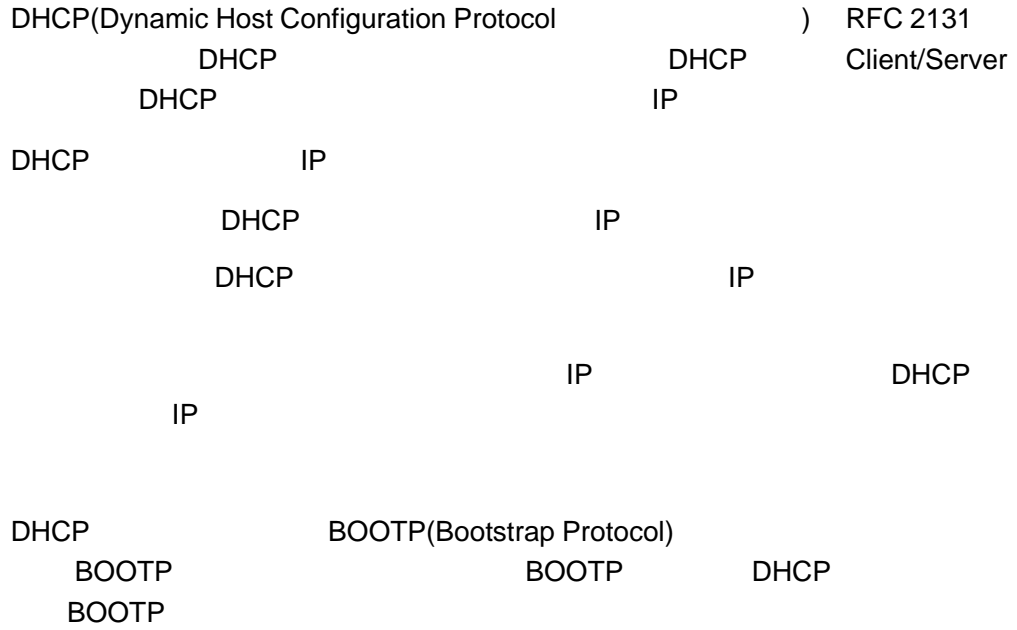 DHCP(Dynamic Host Configuration Protocol ) RFC 2131
DHCP DHCP Client/Server
DHCP IP
DHCP IP
DHCP IP
DHCP IP
IP DHCP
IP
DHCP BOOTP(Bootstrap Protocol)
BOOTP BOOTP DHCP
BOOTP